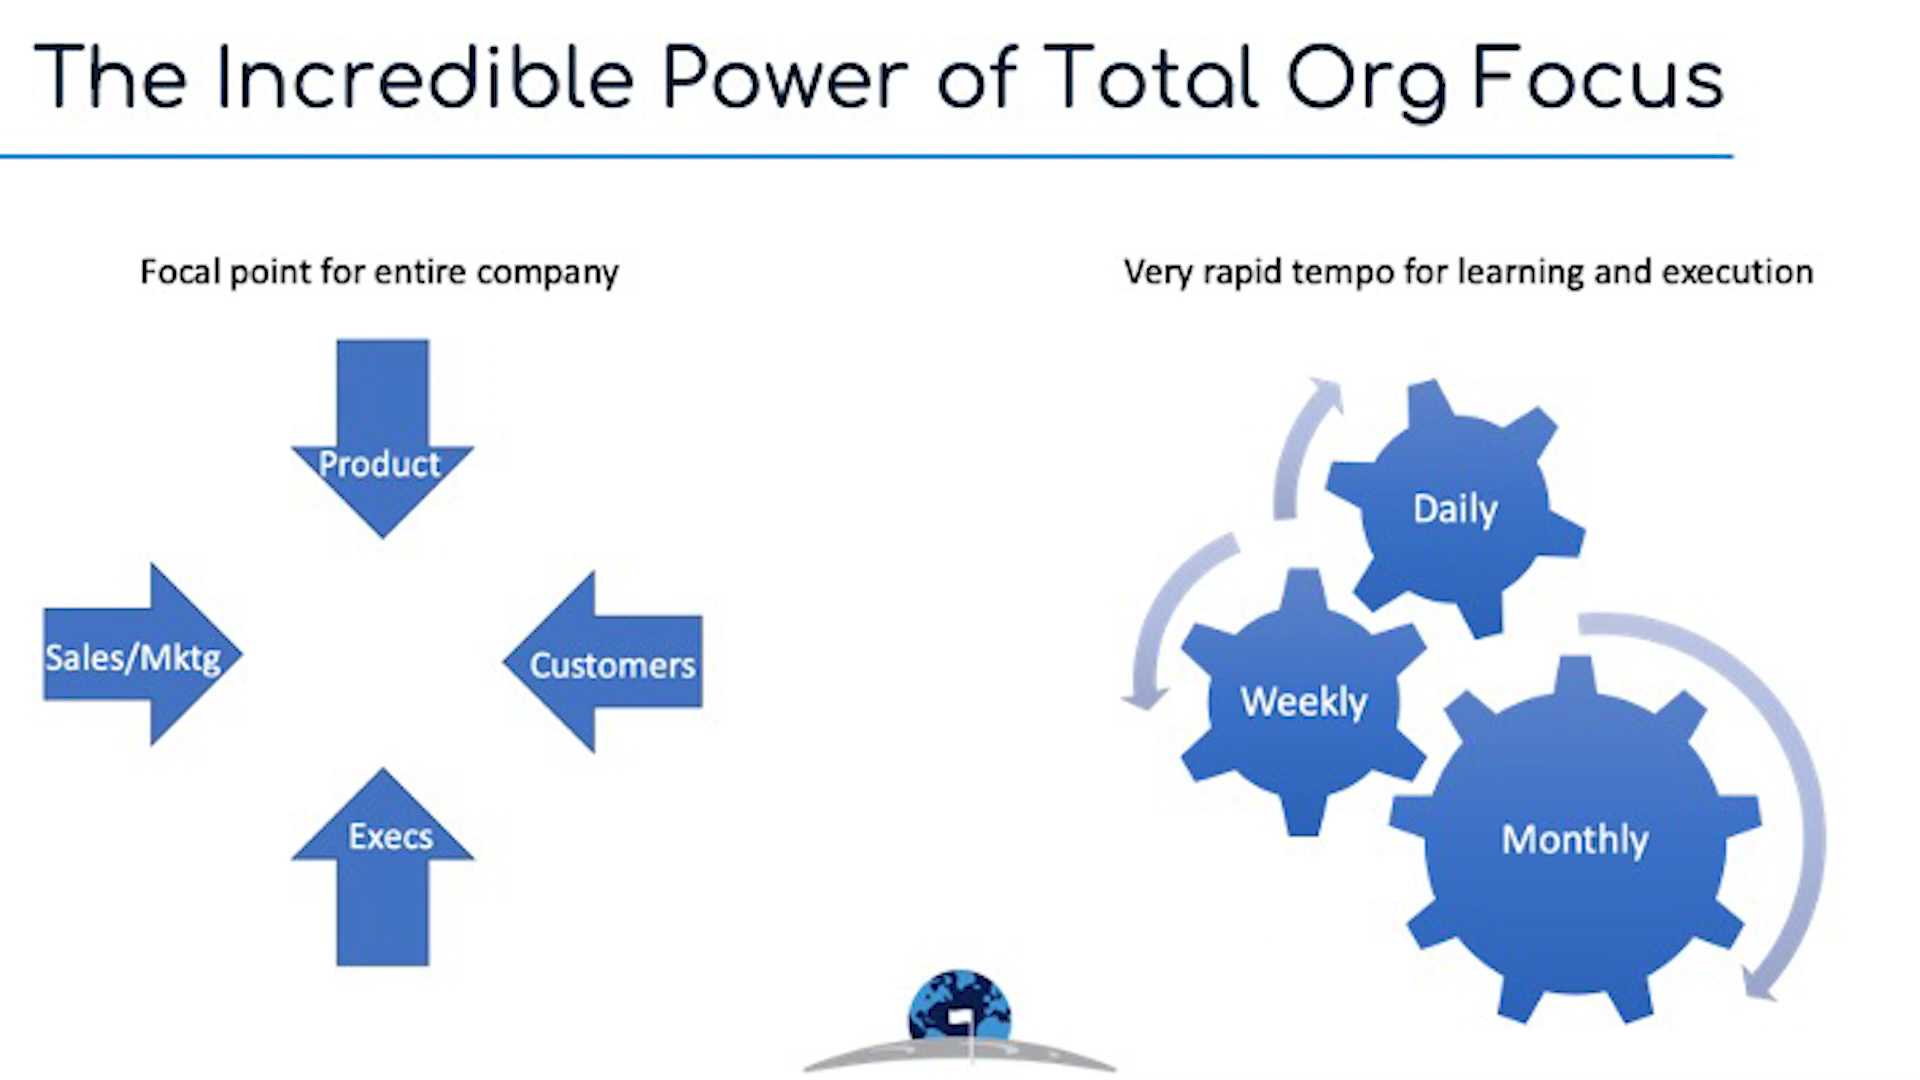 The Incredible Power of Total Org Focus
Focal point for entire company
Product
Sales/Mktg
Customers
Execs
Very rapid tempo for learning and execution
Daily
Weekly
Monthly